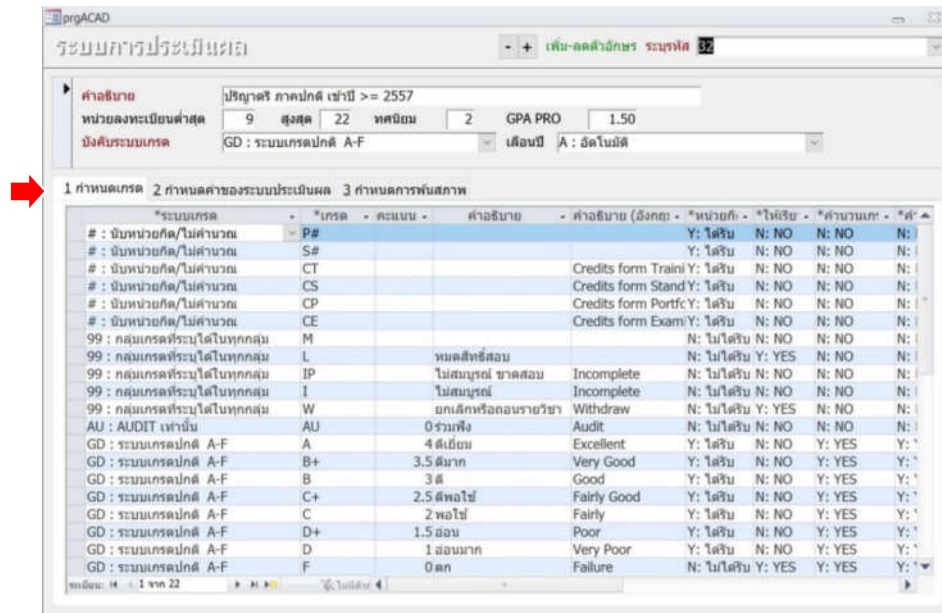 prgACAD
ระบบการประเมินผล - + เพิ่ม-ลดตัวอักษร ระบุรหัส 32
คำอธิบาย ปริญาตรี ภาคปกติ เข้าปี >= 2557
หน่วยลงทะเบียนต่ำสุด 9 สูงสุด 22 ทศนิยม 2 GPA PRO 1.50
บังคับระบบเกรด GD : ระบบเกรดปกติ A-F เลือนปี A : อัตโนมัติ
1 กำหนดเกรด 2 กำหนดค่าของระบบประเมินผล 3 กำหนดการพ้นสภาพ
*ระบบเกรด *เกรด คะแนน คำอธิบาย คำอธิบาย (อังกฤ *หน่วยกิ *ให้เรีย *คำนวนเก *ค่
# : นับหน่วยกิต/ไม่คำนวณ P# Y: ได้รับ N: NO N: NO N:
# : นับหน่วยกิต/ไม่คำนวณ S# Y: ได้รับ N: NO N: NO N:
# : นับหน่วยกิต/ไม่คำนวณ CT Credits form Traini Y: ได้รับ N: NO N: NO N:
# : นับหน่วยกิต/ไม่คำนวณ CS Credits form Stand Y: ได้รับ N: NO N: NO N:
# : นับหน่วยกิต/ไม่คำนวณ CP Credits form Portfc Y: ได้รับ N: NO N: NO N:
# : นับหน่วยกิต/ไม่คำนวณ CE Credits form Exami Y: ได้รับ N: NO N: NO N:
99 : กลุ่มเกรดที่ระบุได้ในทุกกลุ่ม M N: ไม่ได้รับ N: NO N: NO N:
99 : กลุ่มเกรดที่ระบุได้ในทุกกลุ่ม L หมดสิทธิ์สอบ N: ไม่ได้รับ Y: YES N: NO N:
99 : กลุ่มเกรดที่ระบุได้ในทุกกลุ่ม IP ไม่สมบูรณ์ ขาดสอบ Incomplete N: ไม่ได้รับ N: NO N: NO N:
99 : กลุ่มเกรดที่ระบุได้ในทุกกลุ่ม I ไม่สมบูรณ์ Incomplete N: ไม่ได้รับ N: NO N: NO N:
99 : กลุ่มเกรดที่ระบุได้ในทุกกลุ่ม W ยกเลิกหรือถอนรายวิชา Withdraw N: ไม่ได้รับ Y: YES N: NO N:
AU : AUDIT เท่านั้น AU 0 ร่วมฟัง Audit N: ไม่ได้รับ N: NO N: NO N:
GD : ระบบเกรดปกติ A-F A 4 ดีเยี่ยม Excellent Y: ได้รับ N: NO Y: YES Y:
GD : ระบบเกรดปกติ A-F B+ 3.5 ดีมาก Very Good Y: ได้รับ N: NO Y: YES Y:
GD : ระบบเกรดปกติ A-F B 3 ดี Good Y: ได้รับ N: NO Y: YES Y:
GD : ระบบเกรดปกติ A-F C+ 2.5 ดีพอใช้ Fairly Good Y: ได้รับ N: NO Y: YES Y:
GD : ระบบเกรดปกติ A-F C 2 พอใช้ Fairly Y: ได้รับ N: NO Y: YES Y:
GD : ระบบเกรดปกติ A-F D+ 1.5 อ่อน Poor Y: ได้รับ N: NO Y: YES Y:
GD : ระบบเกรดปกติ A-F D 1 อ่อนมาก Very Poor Y: ได้รับ N: NO Y: YES Y:
GD : ระบบเกรดปกติ A-F F 0 ตก Failure N: ไม่ได้รับ Y: YES Y: YES Y:
ระเบียน: 1 จาก 22